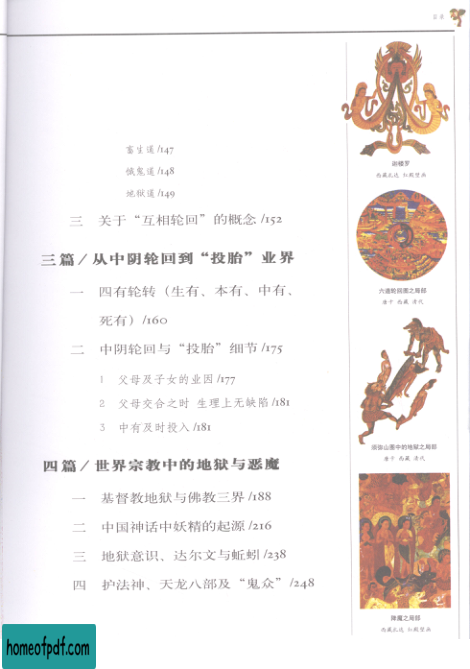 目录
畜生道/147
饿鬼道/148
地狱道/149
三 关于“互相轮回”的概念/152
三篇/从中阴轮回到“投胎”业界
一 四有轮转（生有、本有、中有、
死有）/160
二 中阴轮回与“投胎”细节/175
1 父母及子女的业因/177
2 父母交合之时 生理上无缺陷/181
3 中有及时投入/181
四篇/世界宗教中的地狱与恶魔
一 基督教地狱与佛教三界/188
二 中国神话中妖精的起源/216
三 地狱意识、达尔文与蚯蚓/238
四 护法神、天龙八部及“鬼众”/248
迦楼罗
西藏札达 红殿壁画
六道轮回图之局部
唐卡 西藏 清代
须弥山图中的地狱之局部
唐卡 西藏 清代
降魔之局部
西藏札达 红殿壁画
homeofpdf.com